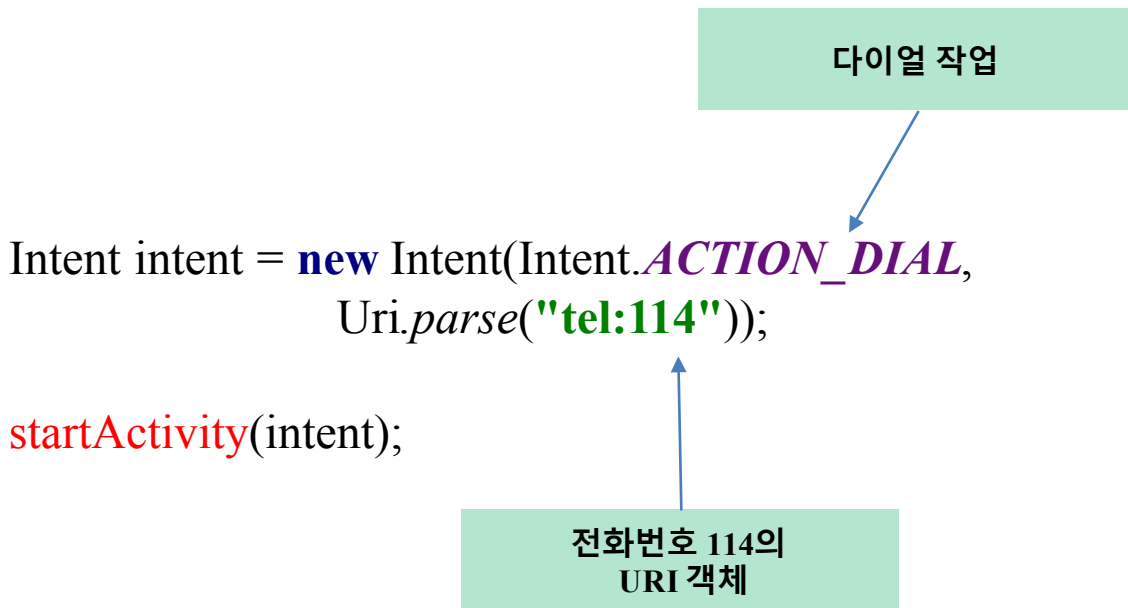 다이얼 작업
Intent intent = new Intent(Intent.ACTION_DIAL,
Uri.parse("tel:114"));
startActivity(intent);
전화번호 114의
URI 객체